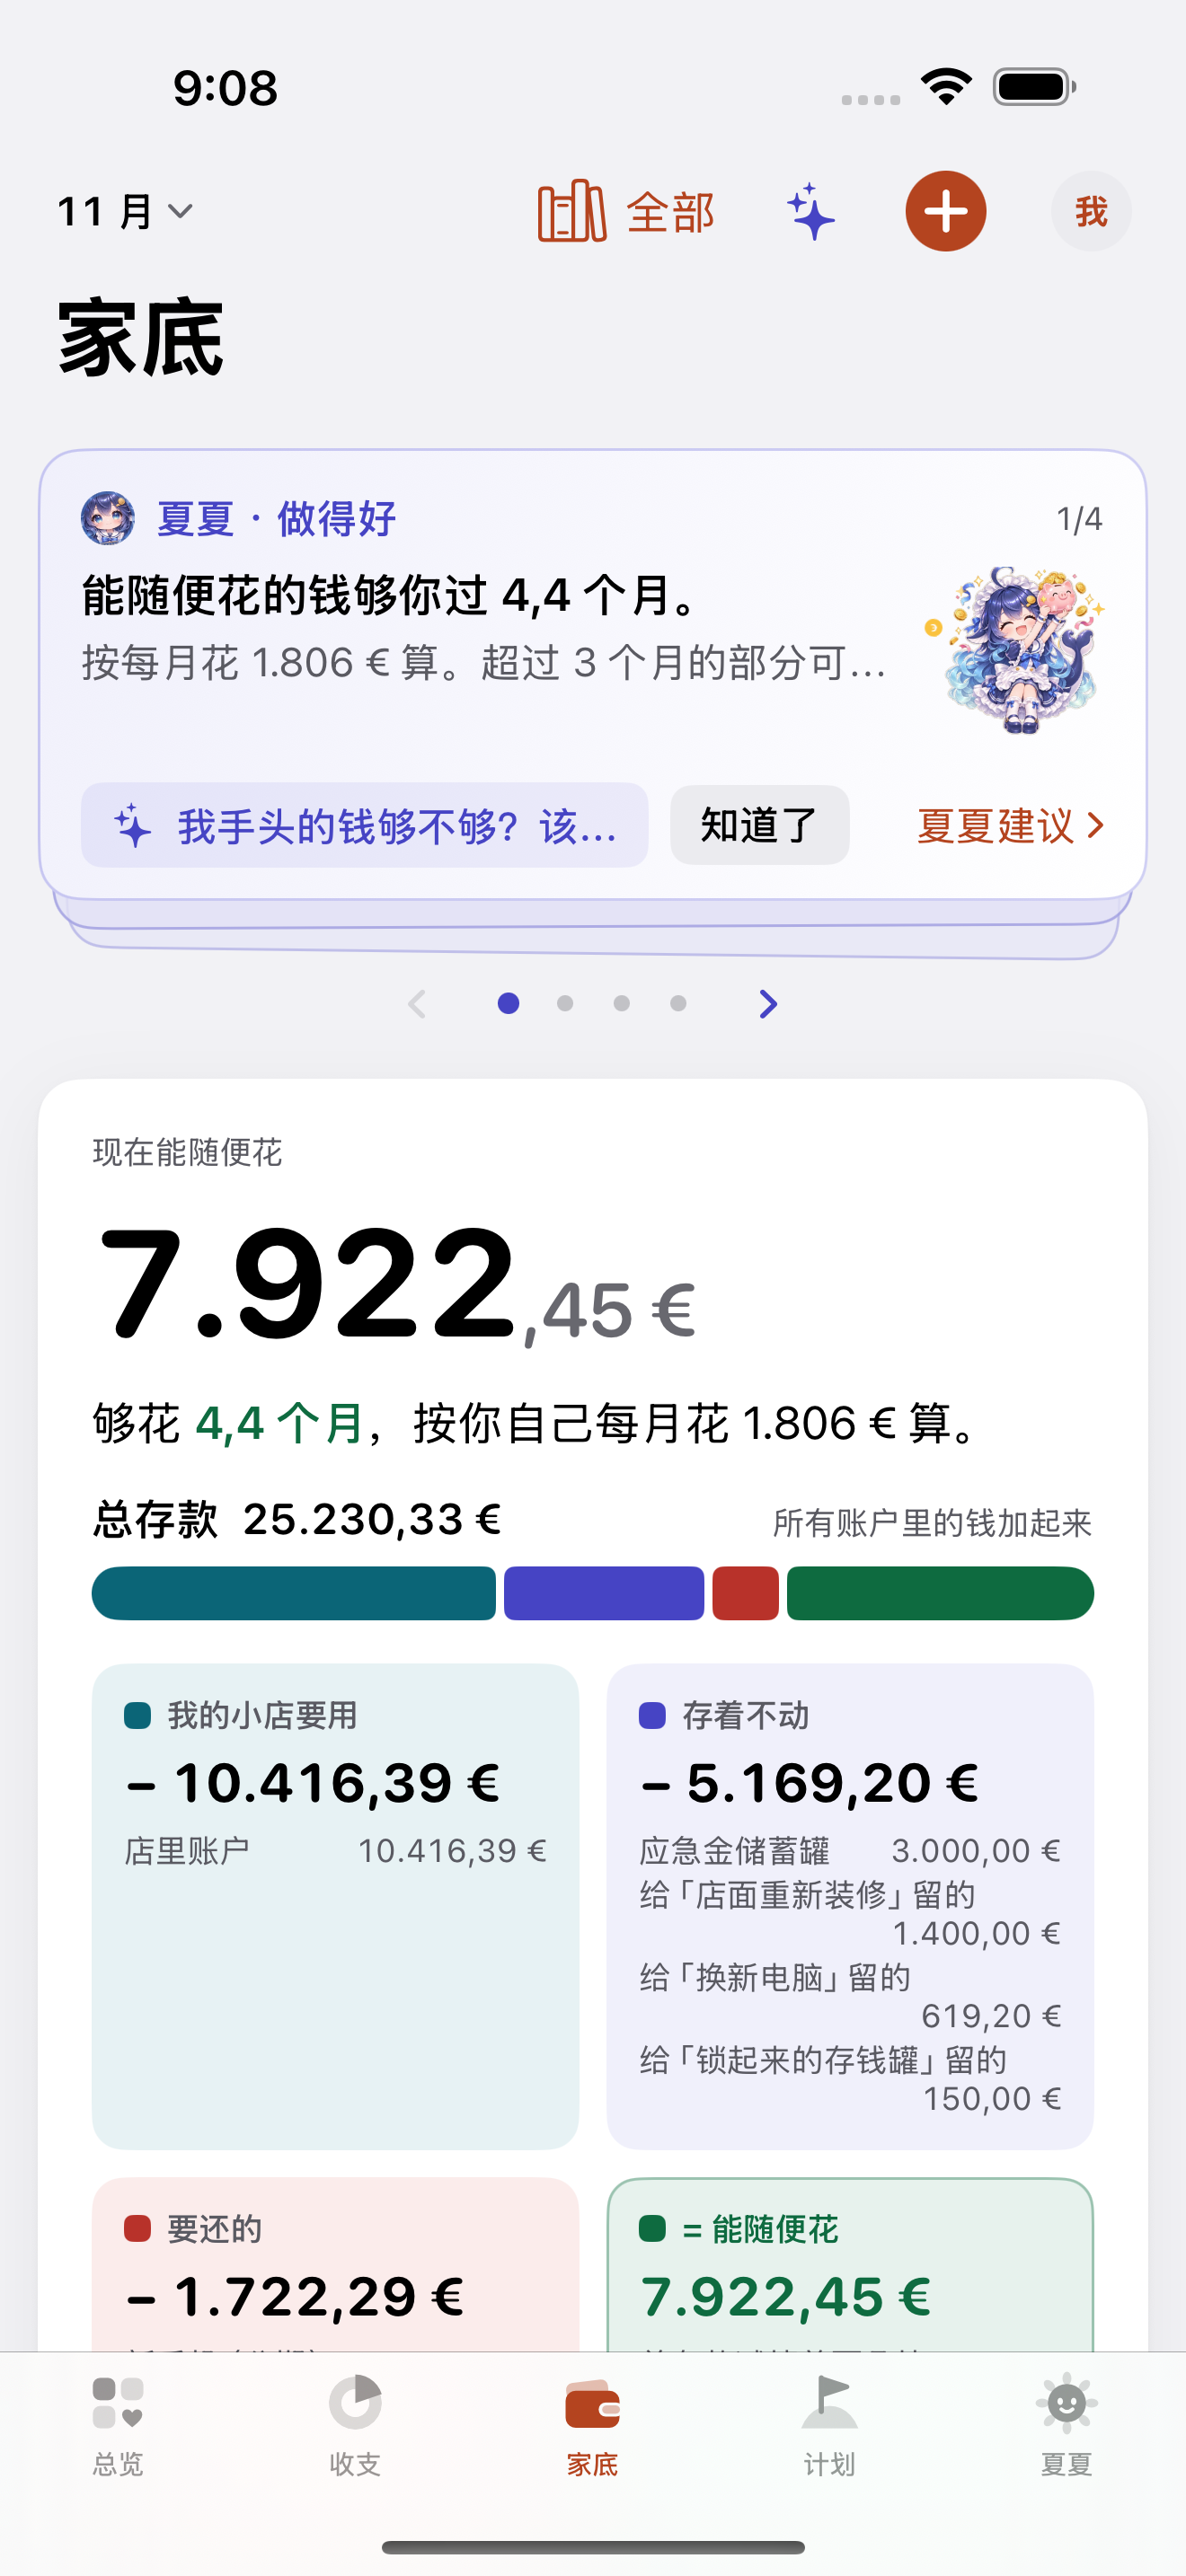 9:08
11 月
全部
我
家底
夏夏 · 做得好
1/4
能随便花的钱够你过 4,4 个月。
按每月花 1.806 € 算。超过 3 个月的部分可…
我手头的钱够不够？该…
知道了
夏夏建议
现在能随便花
7.922,45 €
够花 4,4 个月，按你自己每月花 1.806 € 算。
总存款 25.230,33 €
所有账户里的钱加起来
我的小店要用
– 10.416,39 €
店里账户 10.416,39 €
存着不动
– 5.169,20 €
应急金储蓄罐 3.000,00 €
给「店面重新装修」留的
1.400,00 €
给「换新电脑」留的
619,20 €
给「锁起来的存钱罐」留的
150,00 €
要还的
– 1.722,29 €
= 能随便花
7.922,45 €
总览
收支
家底
计划
夏夏